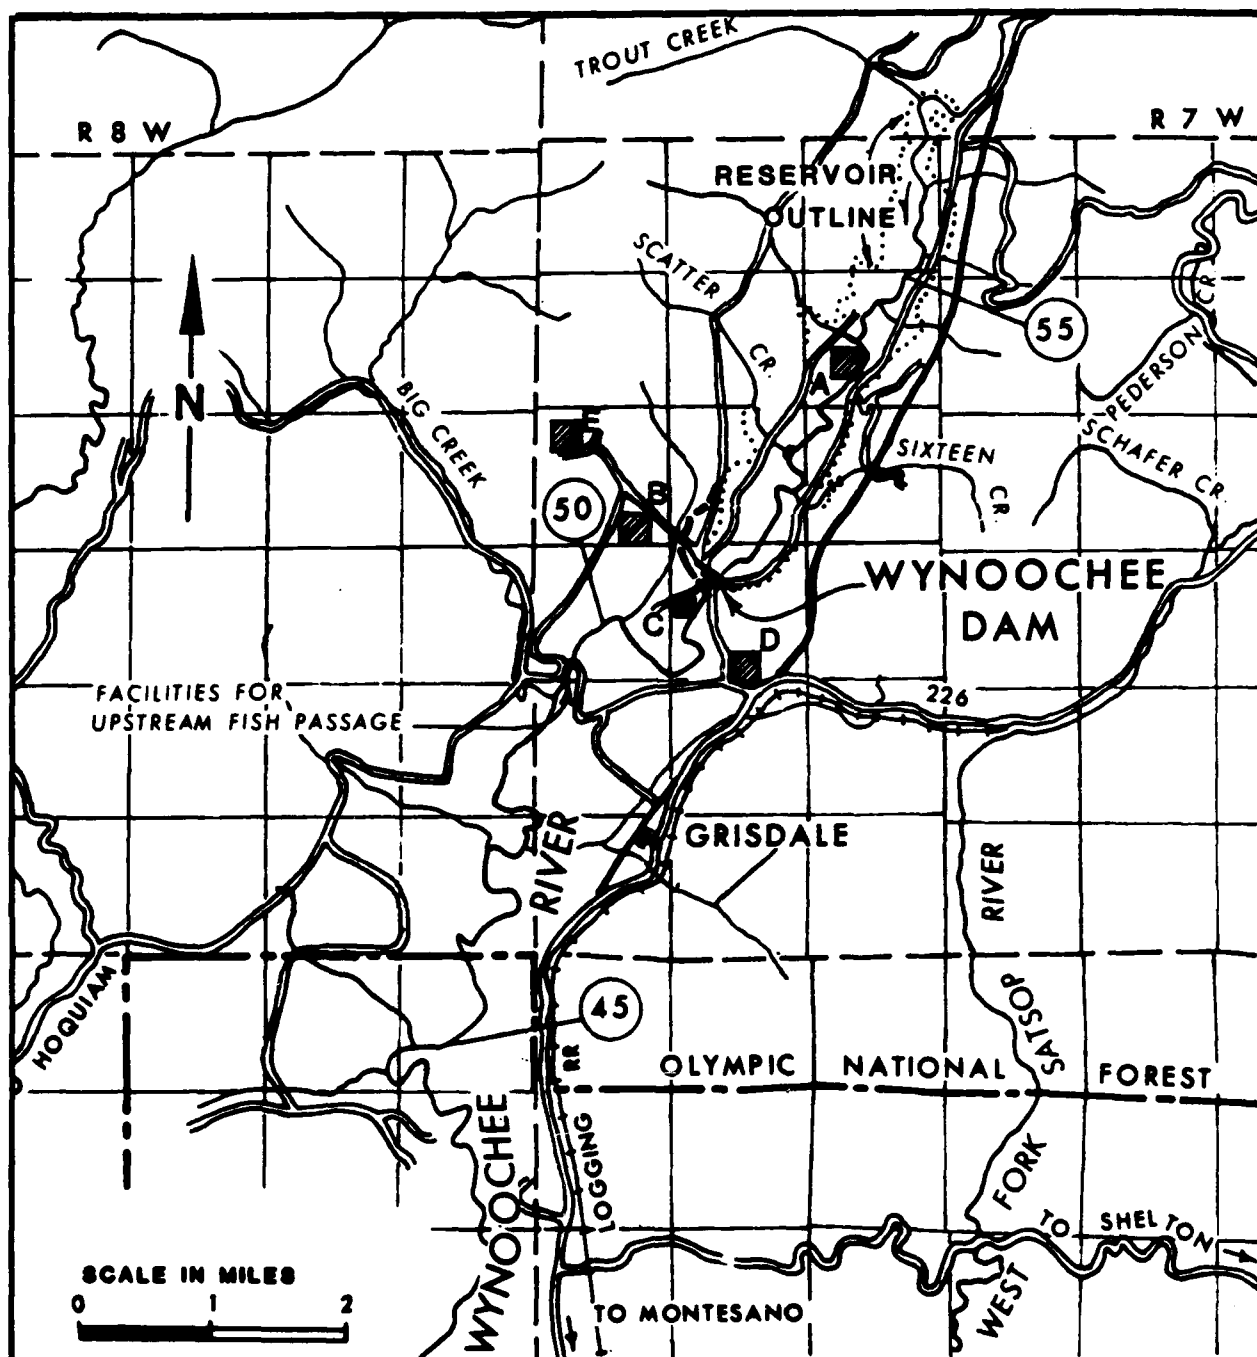 TROUT CREEK
R 8 W
R 7 W
RESERVOIR
OUTLINE
SCATTER
CR.
55
PEDERSON
CR.
A
N
BIG CREEK
E
SIXTEEN
CR.
SCHAFER CR.
B
50
WYNOOCHEE
DAM
C
D
FACILITIES FOR
UPSTREAM FISH PASSAGE
226
RIVER
GRISDALE
RIVER
HOQUIAM
45
SATSOP
RR
OLYMPIC NATIONAL FOREST
WYNOOCHEE
LOGGING
FORK
TO SHELTON
SCALE IN MILES
0 1 2
TO MONTESANO
WEST